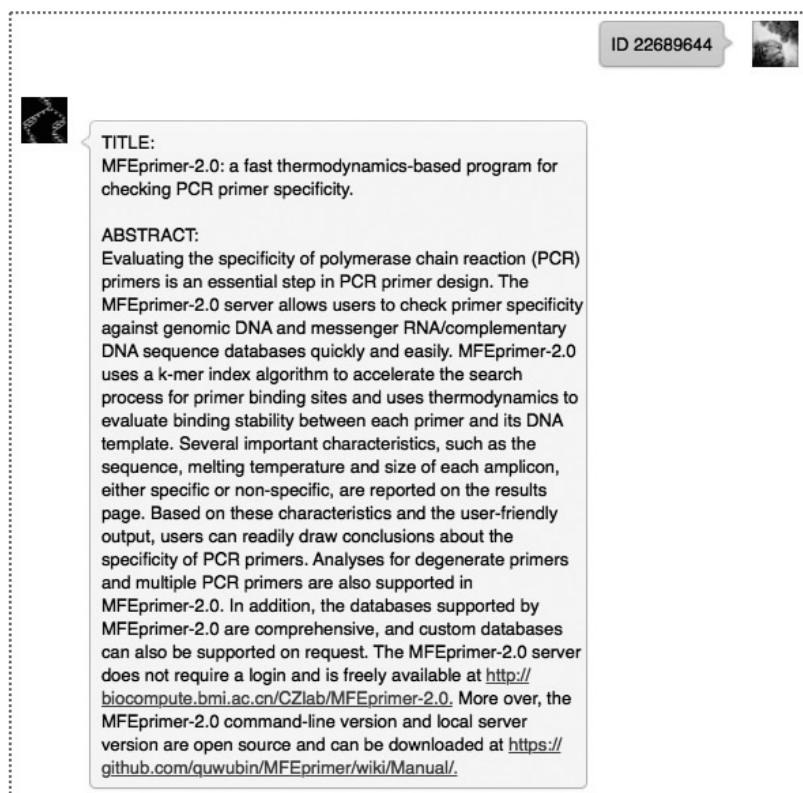 ID 22689644
TITLE:
MFEprimer-2.0: a fast thermodynamics-based program for
checking PCR primer specificity.
ABSTRACT:
Evaluating the specificity of polymerase chain reaction (PCR)
primers is an essential step in PCR primer design. The
MFEprimer-2.0 server allows users to check primer specificity
against genomic DNA and messenger RNA/complementary
DNA sequence databases quickly and easily. MFEprimer-2.0
uses a k-mer index algorithm to accelerate the search
process for primer binding sites and uses thermodynamics to
evaluate binding stability between each primer and its DNA
template. Several important characteristics, such as the
sequence, melting temperature and size of each amplicon,
either specific or non-specific, are reported on the results
page. Based on these characteristics and the user-friendly
output, users can readily draw conclusions about the
specificity of PCR primers. Analyses for degenerate primers
and multiple PCR primers are also supported in
MFEprimer-2.0. In addition, the databases supported by
MFEprimer-2.0 are comprehensive, and custom databases
can also be supported on request. The MFEprimer-2.0 server
does not require a login and is freely available at http://
biocompute.bmi.ac.cn/CZlab/MFEprimer-2.0. More over, the
MFEprimer-2.0 command-line version and local server
version are open source and can be downloaded at https://
github.com/quwubin/MFEprimer/wiki/Manual/.